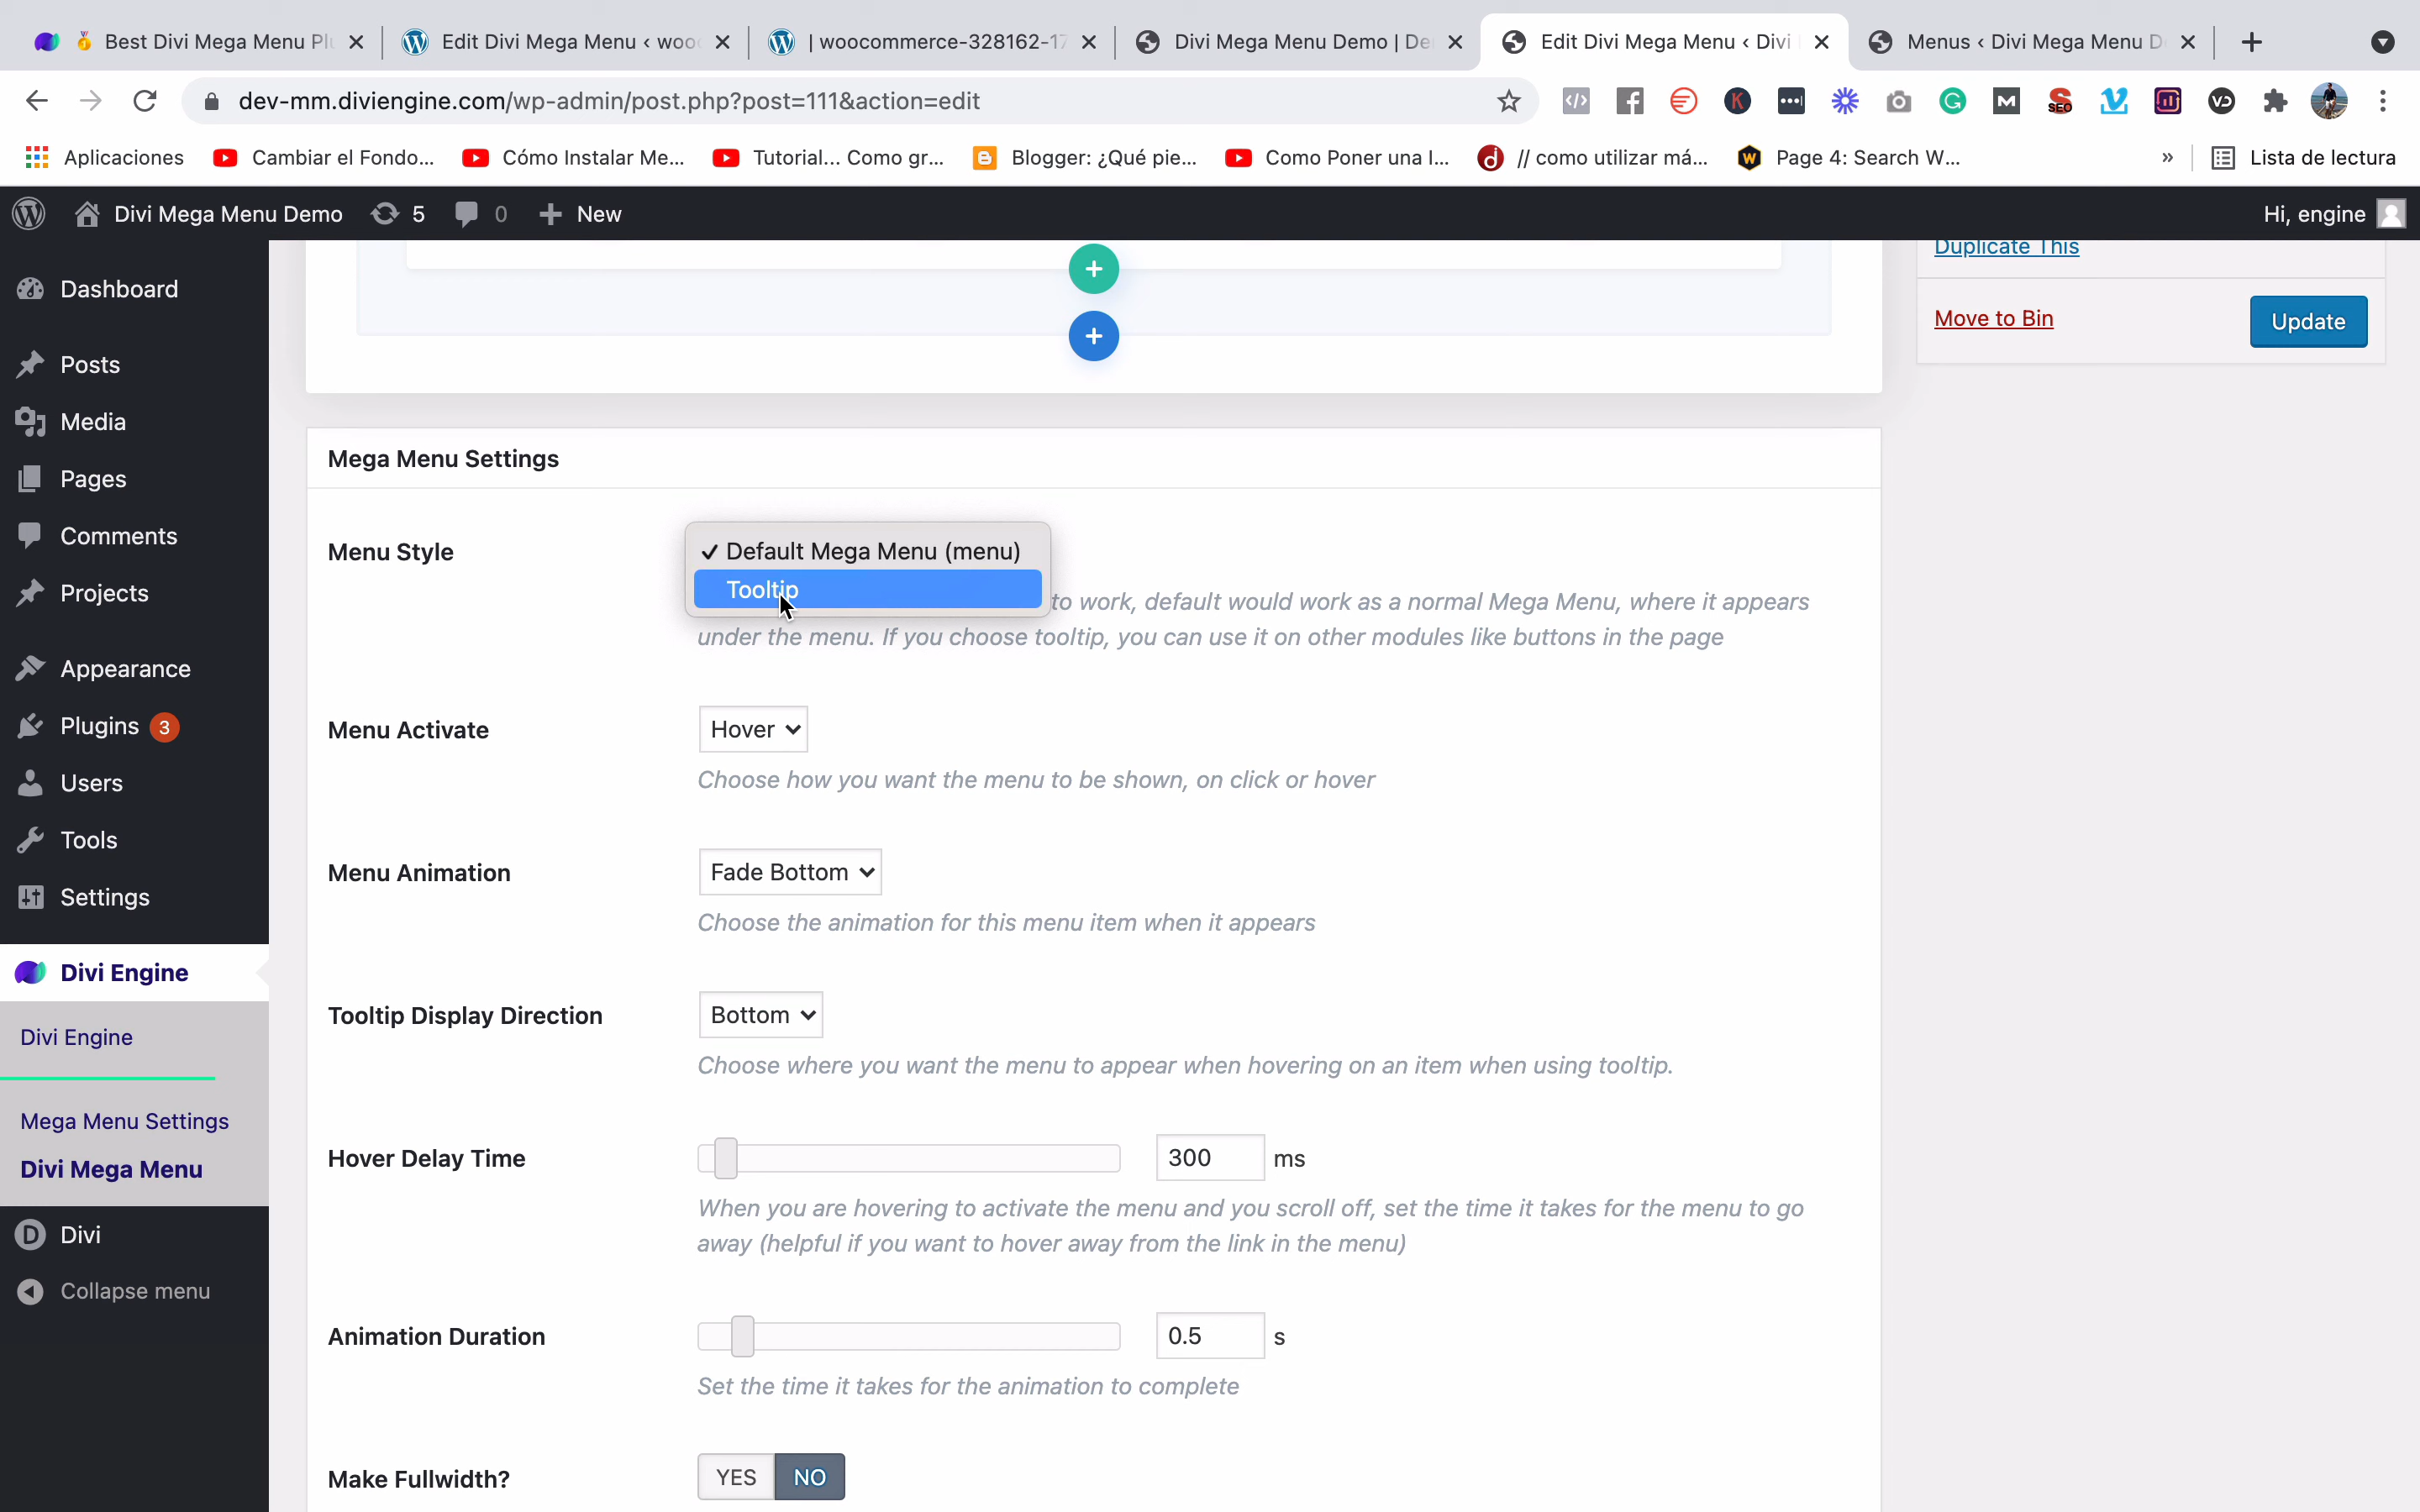 Best Divi Mega Menu Pl
Edit Divi Mega Menu ‹ woo
| woocommerce-328162-17
Divi Mega Menu Demo | De
Edit Divi Mega Menu ‹ Divi
Menus ‹ Divi Mega Menu D
dev-mm.diviengine.com/wp-admin/post.php?post=111&action=edit
Aplicaciones
Cambiar el Fondo...
Cómo Instalar Me...
Tutorial... Como gr...
Blogger: ¿Qué pie...
Como Poner una I...
// como utilizar má...
Page 4: Search W...
»
Lista de lectura
Divi Mega Menu Demo
5
0
New
Hi, engine
Dashboard
Posts
Media
Pages
Comments
Projects
Appearance
Plugins 3
Users
Tools
Settings
Divi Engine
Divi Engine
Mega Menu Settings
Divi Mega Menu
Divi
Collapse menu
Duplicate This
Move to Bin
Update
Mega Menu Settings
Menu Style
Default Mega Menu (menu)
Tooltip
to work, default would work as a normal Mega Menu, where it appears
under the menu. If you choose tooltip, you can use it on other modules like buttons in the page
Menu Activate
Hover
Choose how you want the menu to be shown, on click or hover
Menu Animation
Fade Bottom
Choose the animation for this menu item when it appears
Tooltip Display Direction
Bottom
Choose where you want the menu to appear when hovering on an item when using tooltip.
Hover Delay Time
300 ms
When you are hovering to activate the menu and you scroll off, set the time it takes for the menu to go
away (helpful if you want to hover away from the link in the menu)
Animation Duration
0.5 s
Set the time it takes for the animation to complete
Make Fullwidth?
YES NO